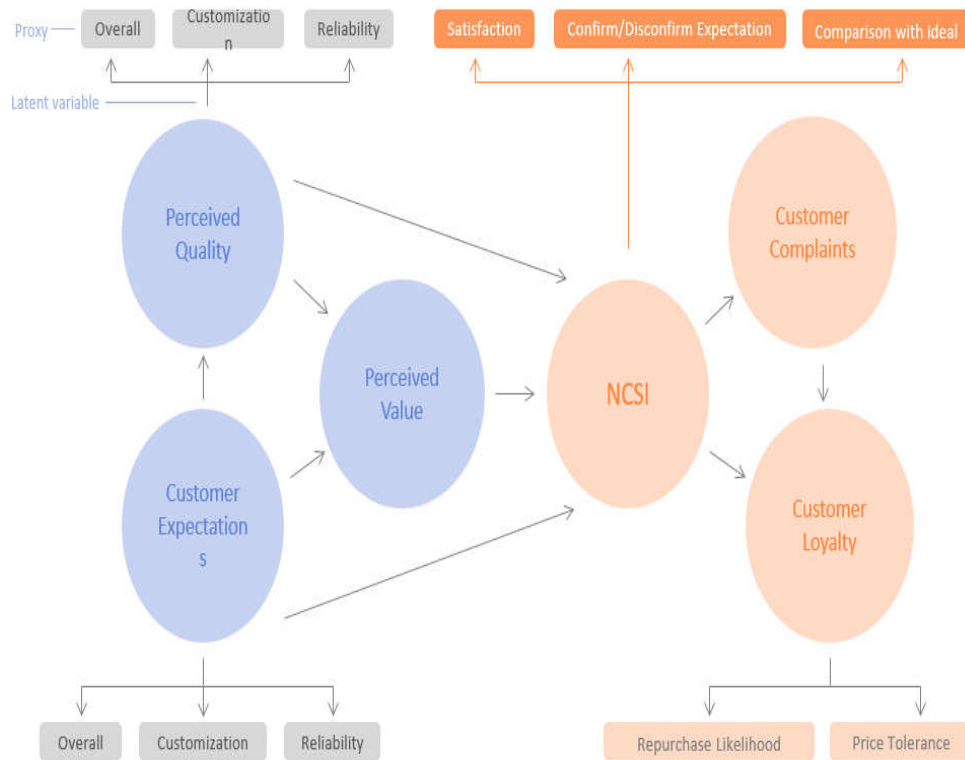 Proxy
Overall
Customizatio
n
Reliability
Satisfaction
Confirm/Disconfirm Expectation
Comparison with ideal
Latent variable
Perceived
Quality
Customer
Complaints
Perceived
Value
NCSI
Customer
Expectation
s
Customer
Loyalty
Overall
Customization
Reliability
Repurchase Likelihood
Price Tolerance